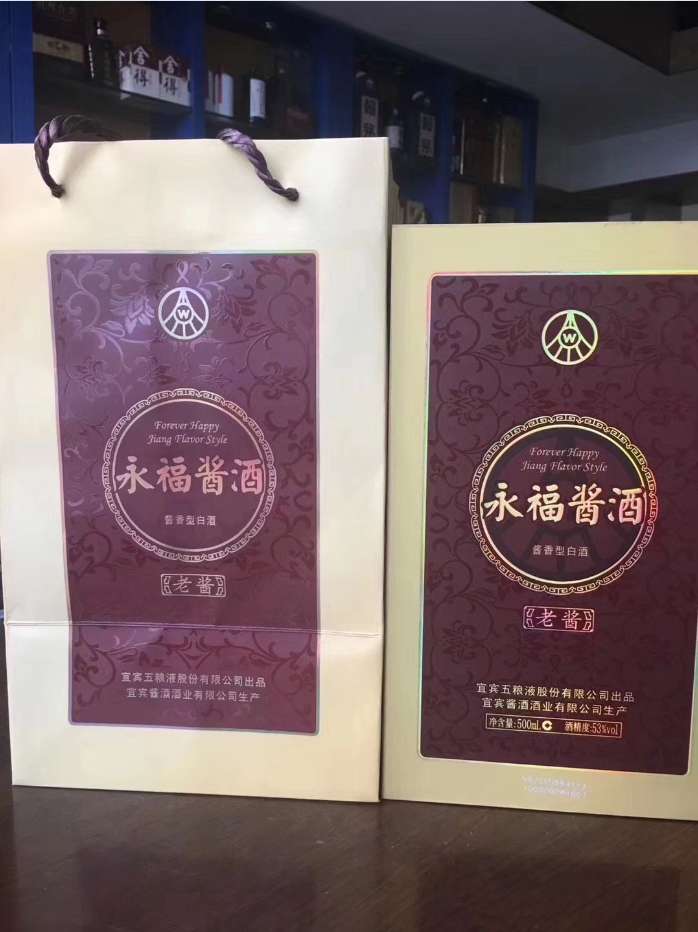 舍得
舍得
W
Forever Happy
Jiang Flavor Style
永福酱酒
酱香型白酒
老酱
宜宾五粮液股份有限公司出品
宜宾酱酒酒业有限公司生产
W
Forever Happy
Jiang Flavor Style
永福酱酒
酱香型白酒
老酱
宜宾五粮液股份有限公司出品
宜宾酱酒酒业有限公司生产
净含量:500mL
酒精度:53%vol